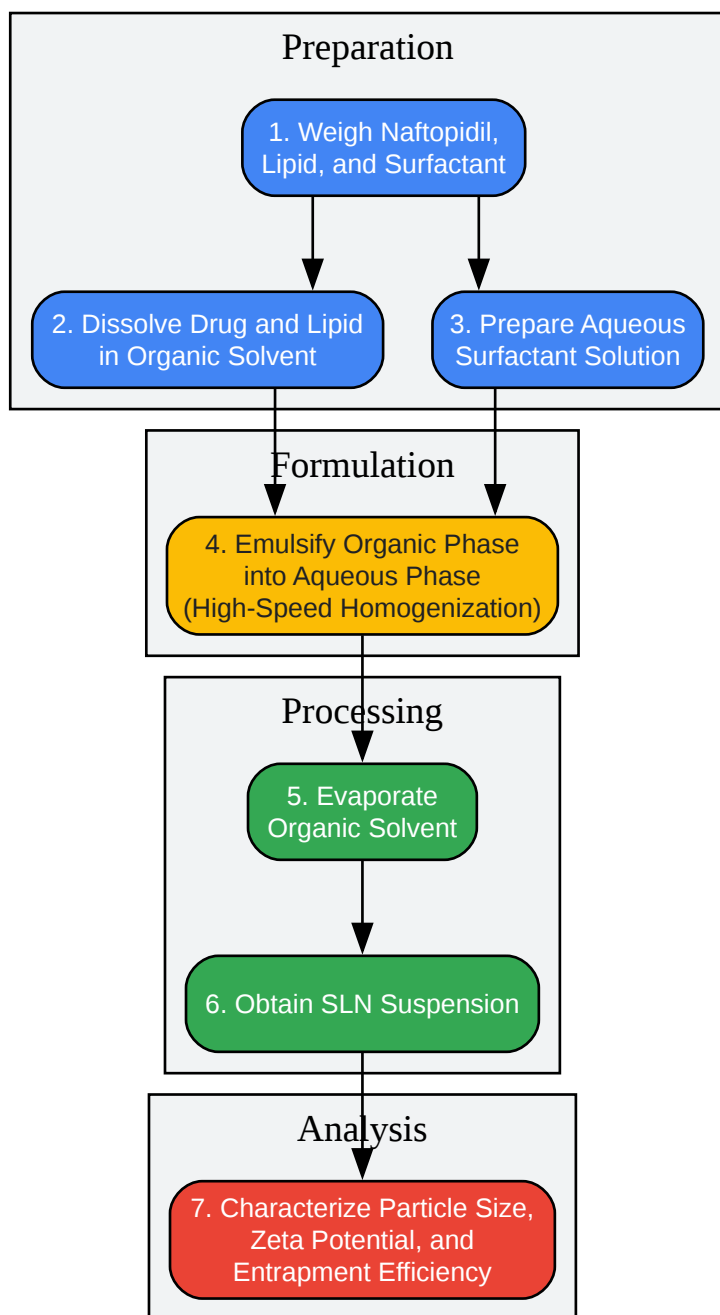 Preparation
1. Weigh Naftopidil,
Lipid, and Surfactant
2. Dissolve Drug and Lipid
in Organic Solvent
3. Prepare Aqueous
Surfactant Solution
Formulation
4. Emulsify Organic Phase
into Aqueous Phase
(High-Speed Homogenization)
Processing
5. Evaporate
Organic Solvent
6. Obtain SLN Suspension
Analysis
7. Characterize Particle Size,
Zeta Potential, and
Entrapment Efficiency